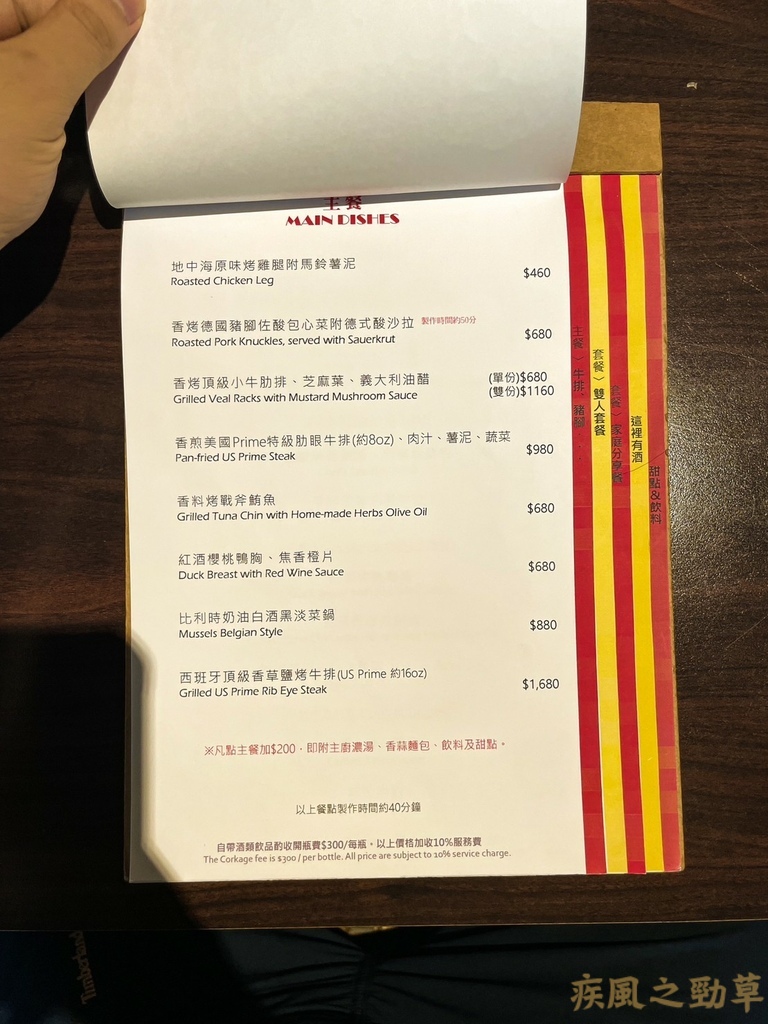 主餐
MAIN DISHES
地中海原味烤雞腿附馬鈴薯泥
Roasted Chicken Leg
$460
香烤德國豬腳佐酸包心菜附德式酸沙拉 製作時間約50分
Roasted Pork Knuckles, served with Sauerkrut
$680
香烤頂級小牛肋排、芝麻葉、義大利油醋
Grilled Veal Racks with Mustard Mushroom Sauce
(單份)$680
(雙份)$1160
香煎美國Prime特級肋眼牛排(約8oz)、肉汁、薯泥、蔬菜
Pan-fried US Prime Steak
$980
香料烤戰斧鮪魚
Grilled Tuna Chin with Home-made Herbs Olive Oil
$680
紅酒櫻桃鴨胸、焦香橙片
Duck Breast with Red Wine Sauce
$680
比利時奶油白酒黑淡菜鍋
Mussels Belgian Style
$880
西班牙頂級香草鹽烤牛排(US Prime 約16oz)
Grilled US Prime Rib Eye Steak
$1,680
※凡點主餐加$200，即附主廚濃湯、香蒜麵包、飲料及甜點。
以上餐點製作時間約40分鐘
自帶酒類飲品酌收開瓶費$300/每瓶。以上價格加收10%服務費
The Corkage fee is $300 / per bottle. All price are subject to 10% service charge.
主餐〉牛排，豬腳
套餐〉雙人套餐
套餐〉家庭分享餐
這裡有酒
甜點&飲料
Timberland
疾風之勁草